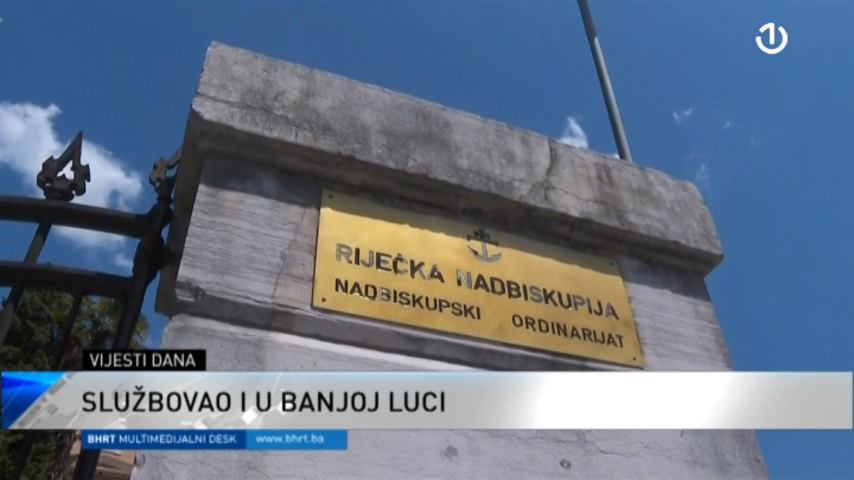 RIJEČKA NADBISKUPIJA
NADBISKUPSKI ORDINARIJAT
VIJESTI DANA
SLUŽBOVAO I U BANJOJ LUCI
BHRT MULTIMEDIJALNI DESK www.bhrt.ba